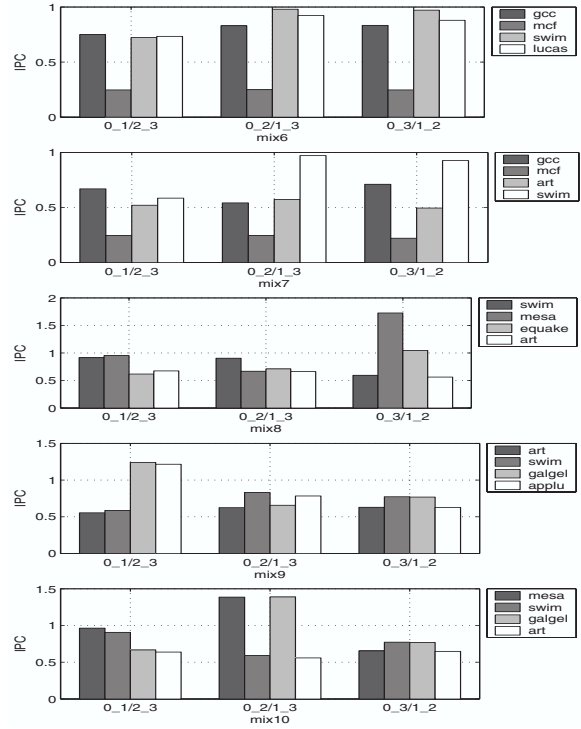 1
0.5
0
IPC
0_1/2_3 0_2/1_3 0_3/1_2
mix6
gcc
mcf
swim
lucas
1
0.5
0
IPC
0_1/2_3 0_2/1_3 0_3/1_2
mix7
gcc
mcf
art
swim
2
1.5
1
0.5
0
IPC
0_1/2_3 0_2/1_3 0_3/1_2
mix8
swim
mesa
equake
art
1.5
1
0.5
0
IPC
0_1/2_3 0_2/1_3 0_3/1_2
mix9
art
swim
galgel
applu
1.5
1
0.5
0
IPC
0_1/2_3 0_2/1_3 0_3/1_2
mix10
mesa
swim
galgel
art